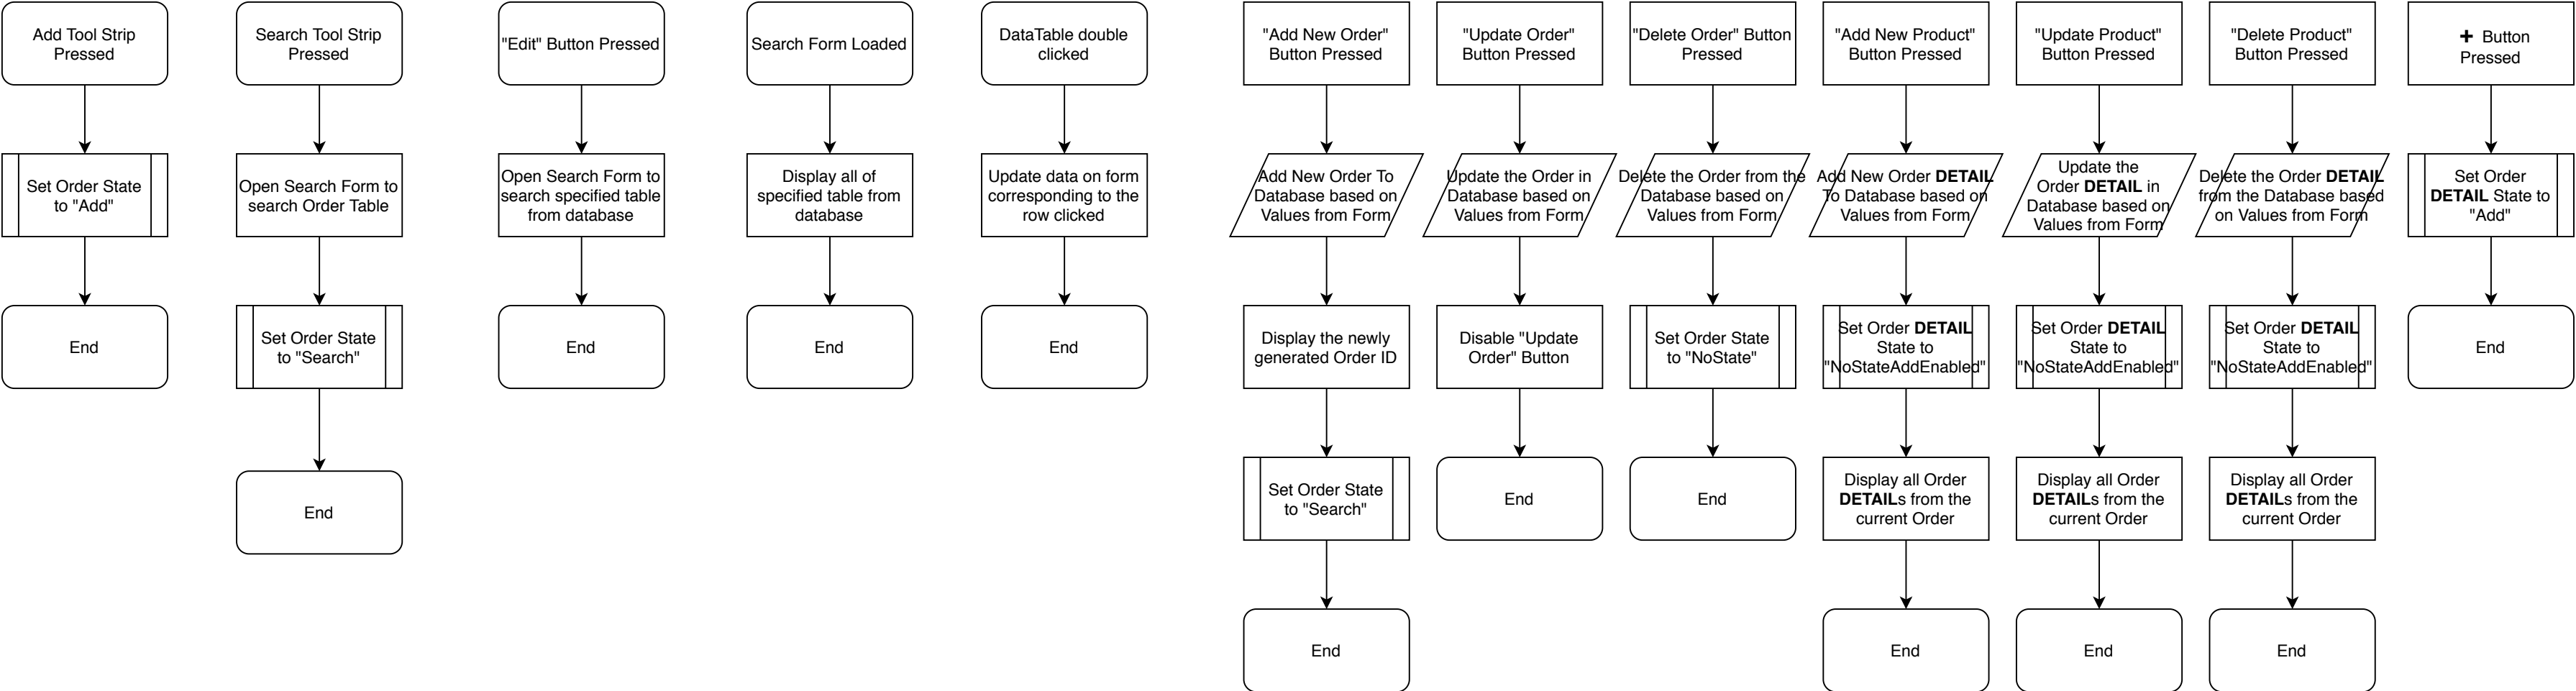 Add Tool Strip
Pressed
Set Order State
to "Add"
End
Search Tool Strip
Pressed
Open Search Form to
search Order Table
Set Order State
to "Search"
End
"Edit" Button Pressed
Open Search Form to
search specified table
from database
End
Search Form Loaded
Display all of
specified table from
database
End
DataTable double
clicked
Update data on form
corresponding to the
row clicked
End
"Add New Order"
Button Pressed
Add New Order To
Database based on
Values from Form
Display the newly
generated Order ID
Set Order State
to "Search"
End
"Update Order"
Button Pressed
Update the Order in
Database based on
Values from Form
Disable "Update
Order" Button
End
"Delete Order" Button
Pressed
Delete the Order from the
Database based on
Values from Form
Set Order State
to "NoState"
End
"Add New Product"
Button Pressed
Add New Order DETAIL
To Database based on
Values from Form
Set Order DETAIL
State to
"NoStateAddEnabled"
Display all Order
DETAILs from the
current Order
End
"Update Product"
Button Pressed
Update the
Order DETAIL in
Database based on
Values from Form
Set Order DETAIL
State to
"NoStateAddEnabled"
Display all Order
DETAILs from the
current Order
End
"Delete Product"
Button Pressed
Delete the Order DETAIL
from the Database based
on Values from Form
Set Order DETAIL
State to
"NoStateAddEnabled"
Display all Order
DETAILs from the
current Order
End
+ Button
Pressed
Set Order
DETAIL State to
"Add"
End